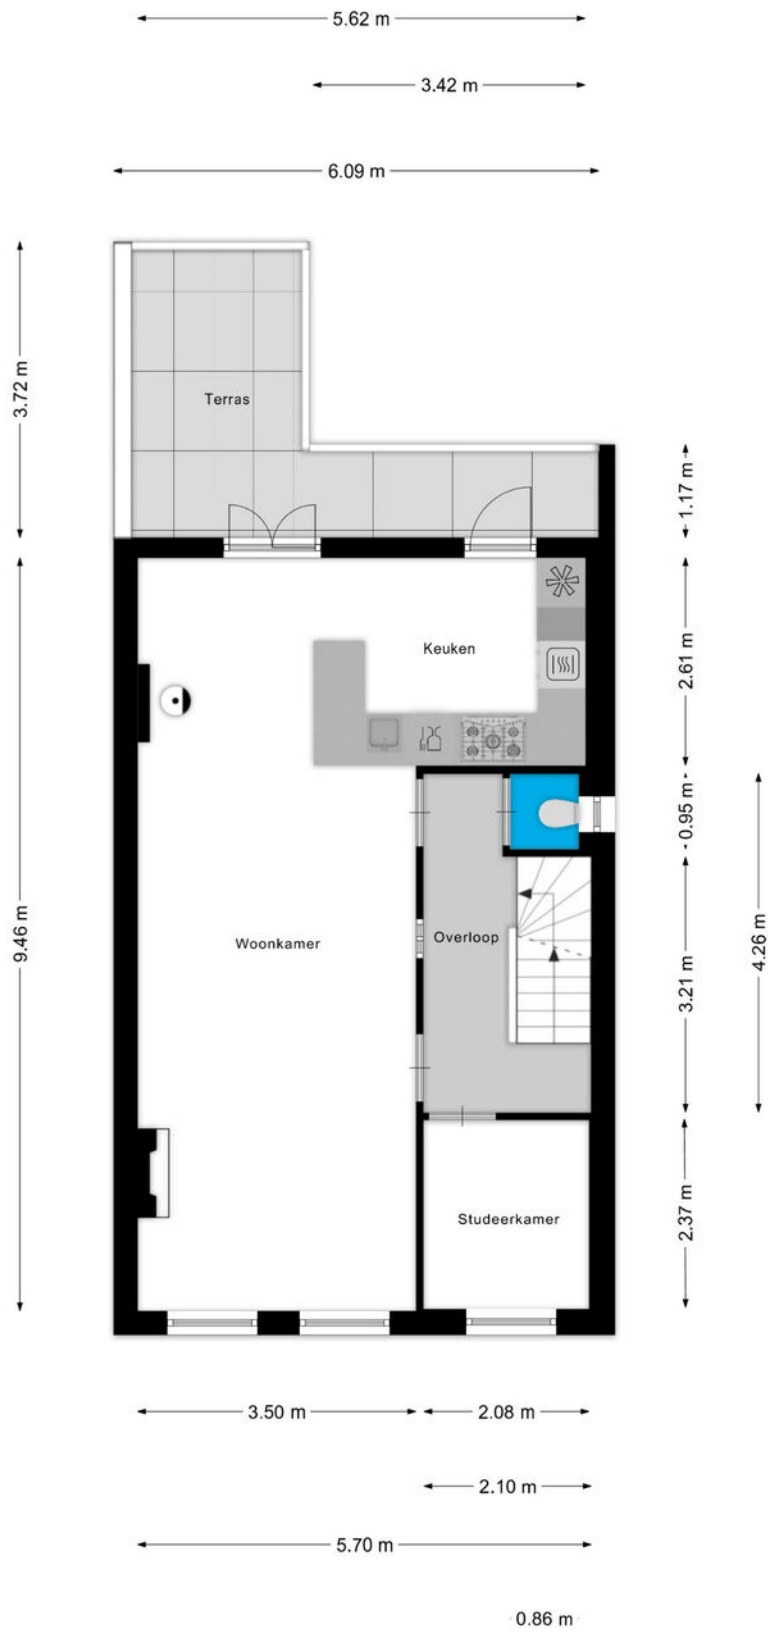 5.62 m
3.42 m
6.09 m
3.72 m
Terras
1.17 m
Keuken
2.61 m
0.95 m
Woonkamer
Overloop
9.46 m
3.21 m
4.26 m
Studeerkamer
2.37 m
3.50 m
2.08 m
2.10 m
5.70 m
0.86 m